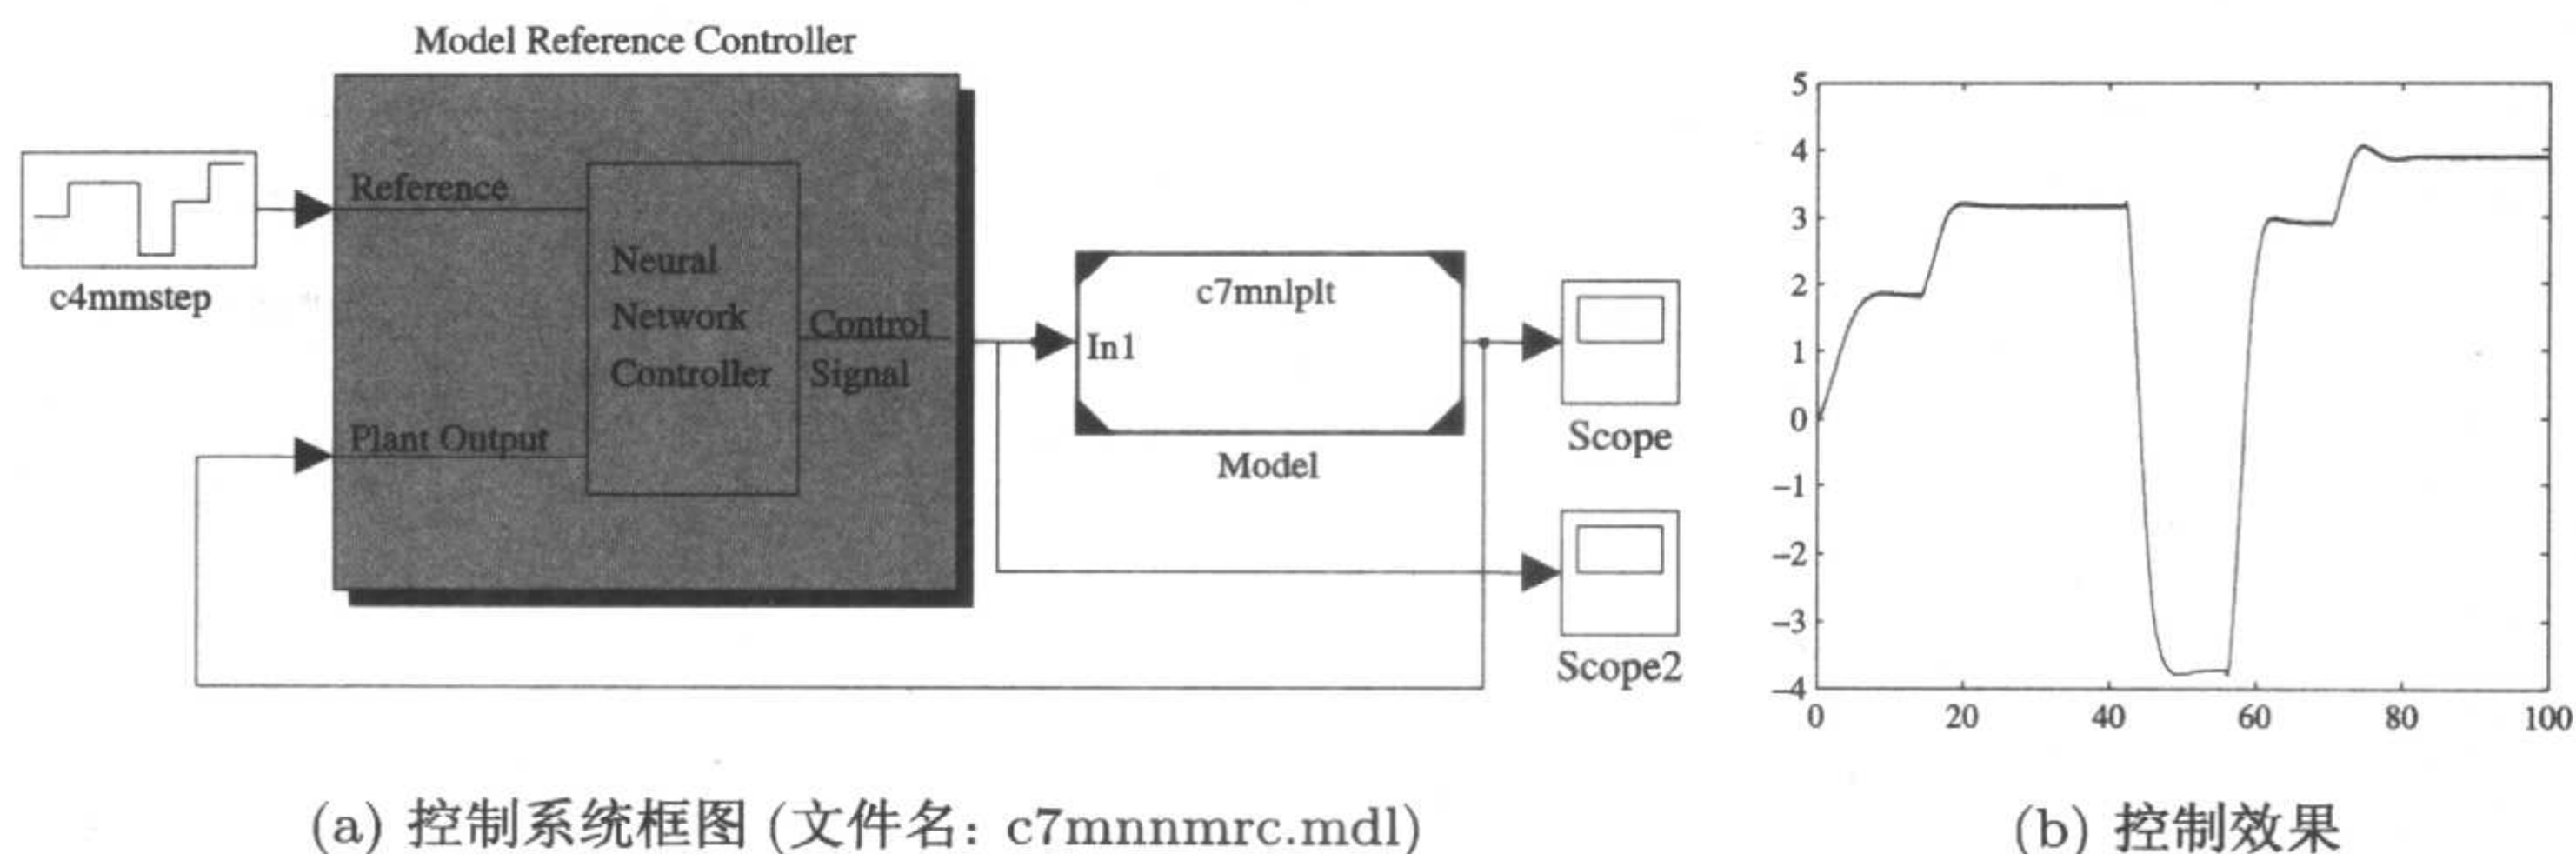 Model Reference Controller
Reference
Neural
Network
Controller
Control
Signal
Plant Output
c4mmstep
c7mnlplt
In1
Model
Scope
Scope2
5
4
3
2
1
0
-1
-2
-3
-4
0 20 40 60 80 100
(a) 控制系统框图 (文件名: c7mnnmrc.mdl)
(b) 控制效果